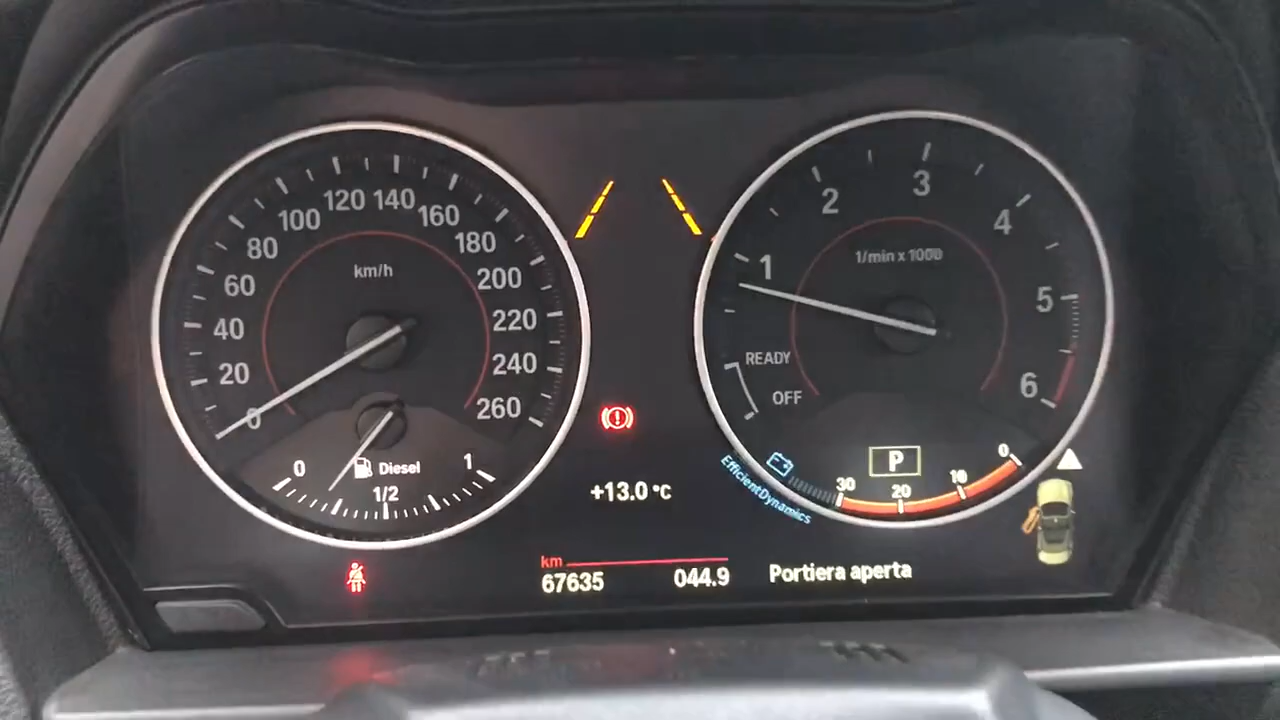 120 140
100 160
80 180
60 200
40 220
20 240
0 260
km/h
0 1
Diesel
1/2
+13.0 °C
km
67635 044.9
3
2 4
1 5
6
1/min x 1000
READY
OFF
P
30 20 10 0
EfficientDynamics
Portiera aperta